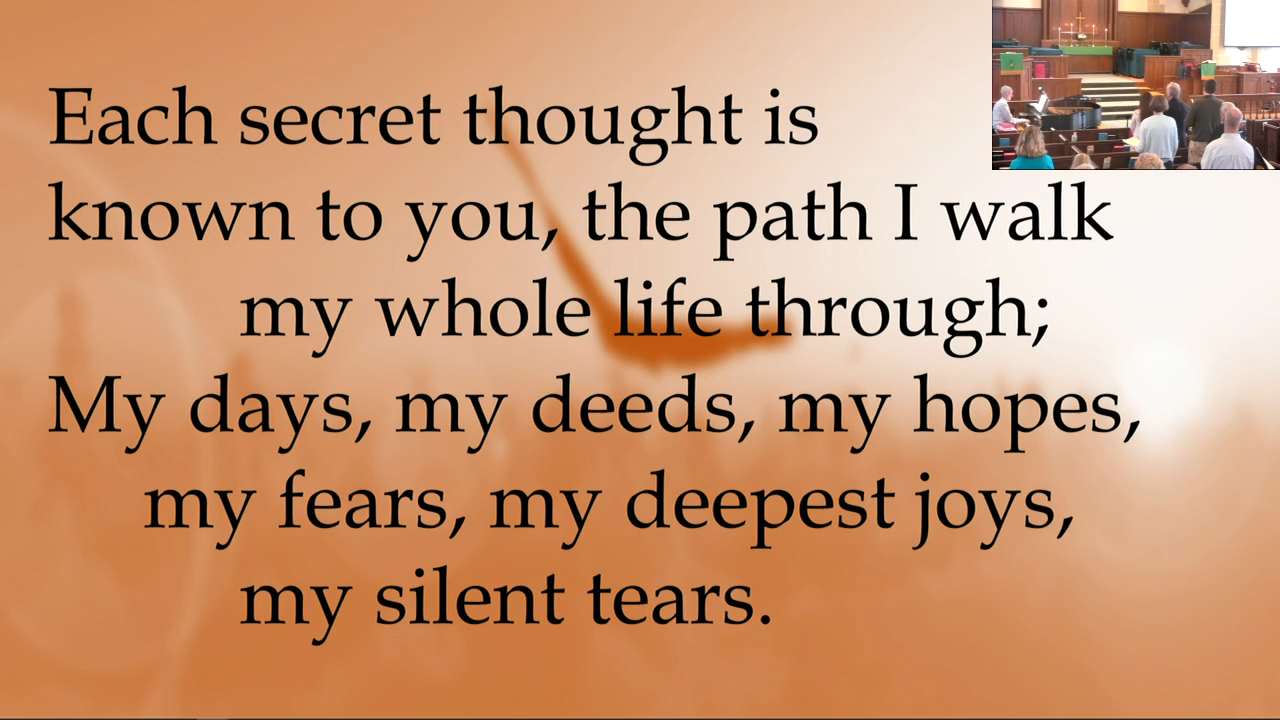 Each secret thought is
known to you, the path I walk
my whole life through;
My days, my deeds, my hopes,
my fears, my deepest joys,
my silent tears.